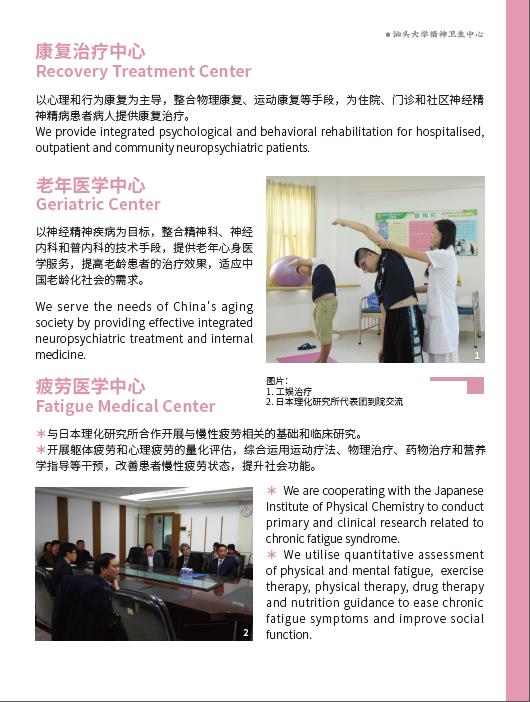 ●汕头大学精神卫生中心
康复治疗中心
Recovery Treatment Center
以心理和行为康复为主导，整合物理康复、运动康复等手段，为住院、门诊和社区神经精
神精病患者病人提供康复治疗。
We provide integrated psychological and behavioral rehabilitation for hospitalised,
outpatient and community neuropsychiatric patients.
老年医学中心
Geriatric Center
以神经精神疾病为目标，整合精神科、神经
内科和普内科的技术手段，提供老年心身医
学服务，提高老龄患者的治疗效果，适应中
国老龄化社会的需求。
We serve the needs of China's aging
society by providing effective integrated
neuropsychiatric treatment and internal
medicine.
1
图片：
1. 工娱治疗
2. 日本理化研究所代表团到院交流
疲劳医学中心
Fatigue Medical Center
＊与日本理化研究所合作开展与慢性疲劳相关的基础和临床研究。
＊开展躯体疲劳和心理疲劳的量化评估，综合运用运动疗法、物理治疗、药物治疗和营养
学指导等干预，改善患者慢性疲劳状态，提升社会功能。
2
＊ We are cooperating with the Japanese
Institute of Physical Chemistry to conduct
primary and clinical research related to
chronic fatigue syndrome.
＊ We utilise quantitative assessment
of physical and mental fatigue, exercise
therapy, physical therapy, drug therapy
and nutrition guidance to ease chronic
fatigue symptoms and improve social
function.